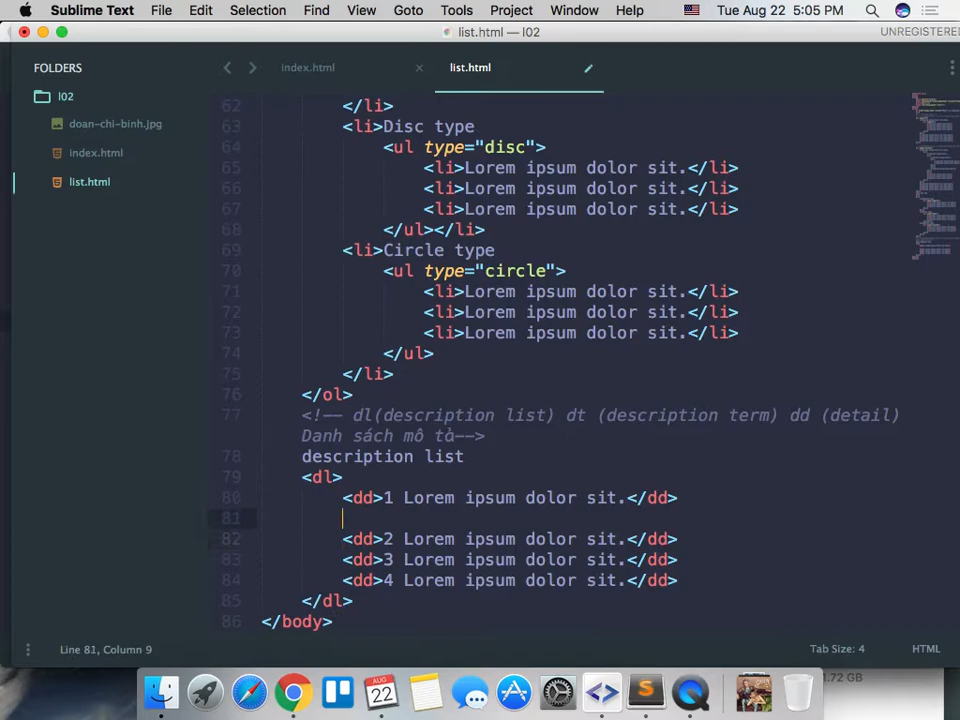 Sublime Text File Edit Selection Find View Goto Tools Project Window Help Tue Aug 22 5:05 PM
list.html — l02 UNREGISTERED
FOLDERS
l02
doan-chi-binh.jpg
index.html
list.html
index.html × list.html
62 </li>
63 <li>Disc type
64 <ul type="disc">
65 <li>Lorem ipsum dolor sit.</li>
66 <li>Lorem ipsum dolor sit.</li>
67 <li>Lorem ipsum dolor sit.</li>
68 </ul></li>
69 <li>Circle type
70 <ul type="circle">
71 <li>Lorem ipsum dolor sit.</li>
72 <li>Lorem ipsum dolor sit.</li>
73 <li>Lorem ipsum dolor sit.</li>
74 </ul>
75 </li>
76 </ol>
77 <!-- dl(description list) dt (description term) dd (detail)
Danh sách mô tả-->
78 description list
79 <dl>
80 <dd>1 Lorem ipsum dolor sit.</dd>
81
82 <dd>2 Lorem ipsum dolor sit.</dd>
83 <dd>3 Lorem ipsum dolor sit.</dd>
84 <dd>4 Lorem ipsum dolor sit.</dd>
85 </dl>
86 </body>
Line 81, Column 9 Tab Size: 4 HTML
1.72 GB
AUG
22